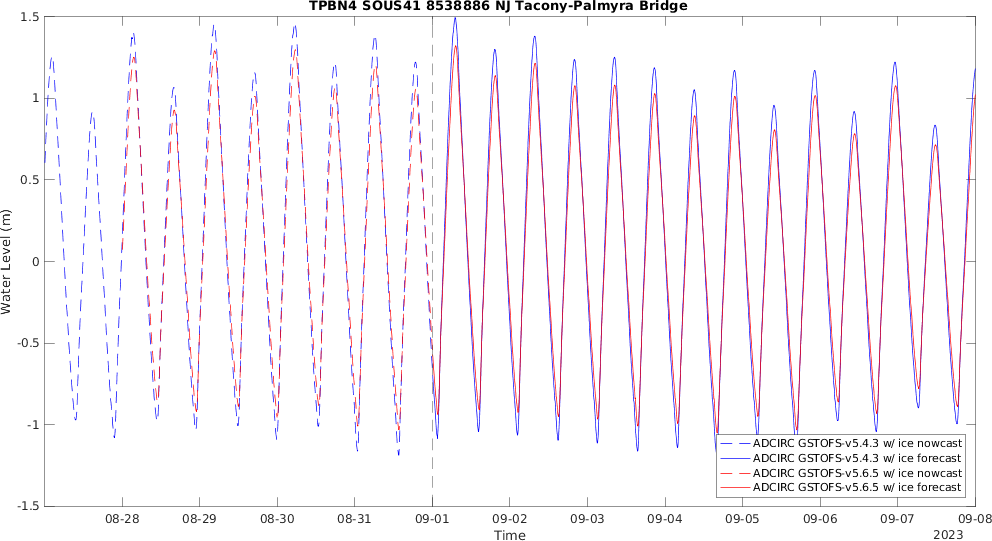 TPBN4 SOUS41 8538886 NJ Tacony-Palmyra Bridge
1.5
1
0.5
0
-0.5
-1
-1.5
Water Level (m)
08-28 08-29 08-30 08-31 09-01 09-02 09-03 09-04 09-05 09-06 09-07 09-08
Time
2023
ADCIRC GSTOFS-v5.4.3 w/ ice nowcast
ADCIRC GSTOFS-v5.4.3 w/ ice forecast
ADCIRC GSTOFS-v5.6.5 w/ ice nowcast
ADCIRC GSTOFS-v5.6.5 w/ ice forecast